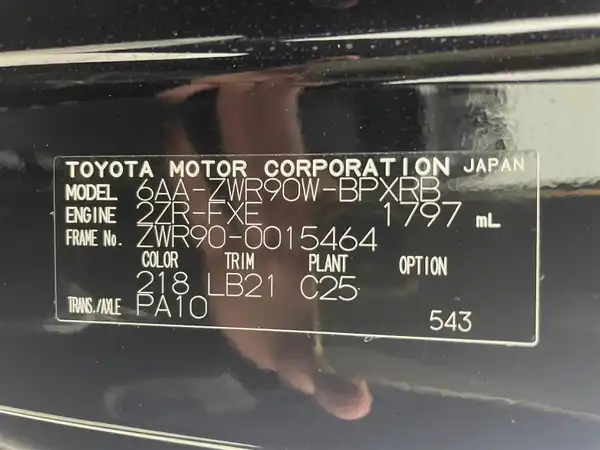 TOYOTA MOTOR CORPORATION JAPAN
MODEL 6AA-ZWR90W-BPXRB
ENGINE 2ZR-FXE 1797 mL
FRAME No. ZWR90-0015464
COLOR TRIM PLANT OPTION
218 LB21 C25
TRANS./AXLE PA10
543